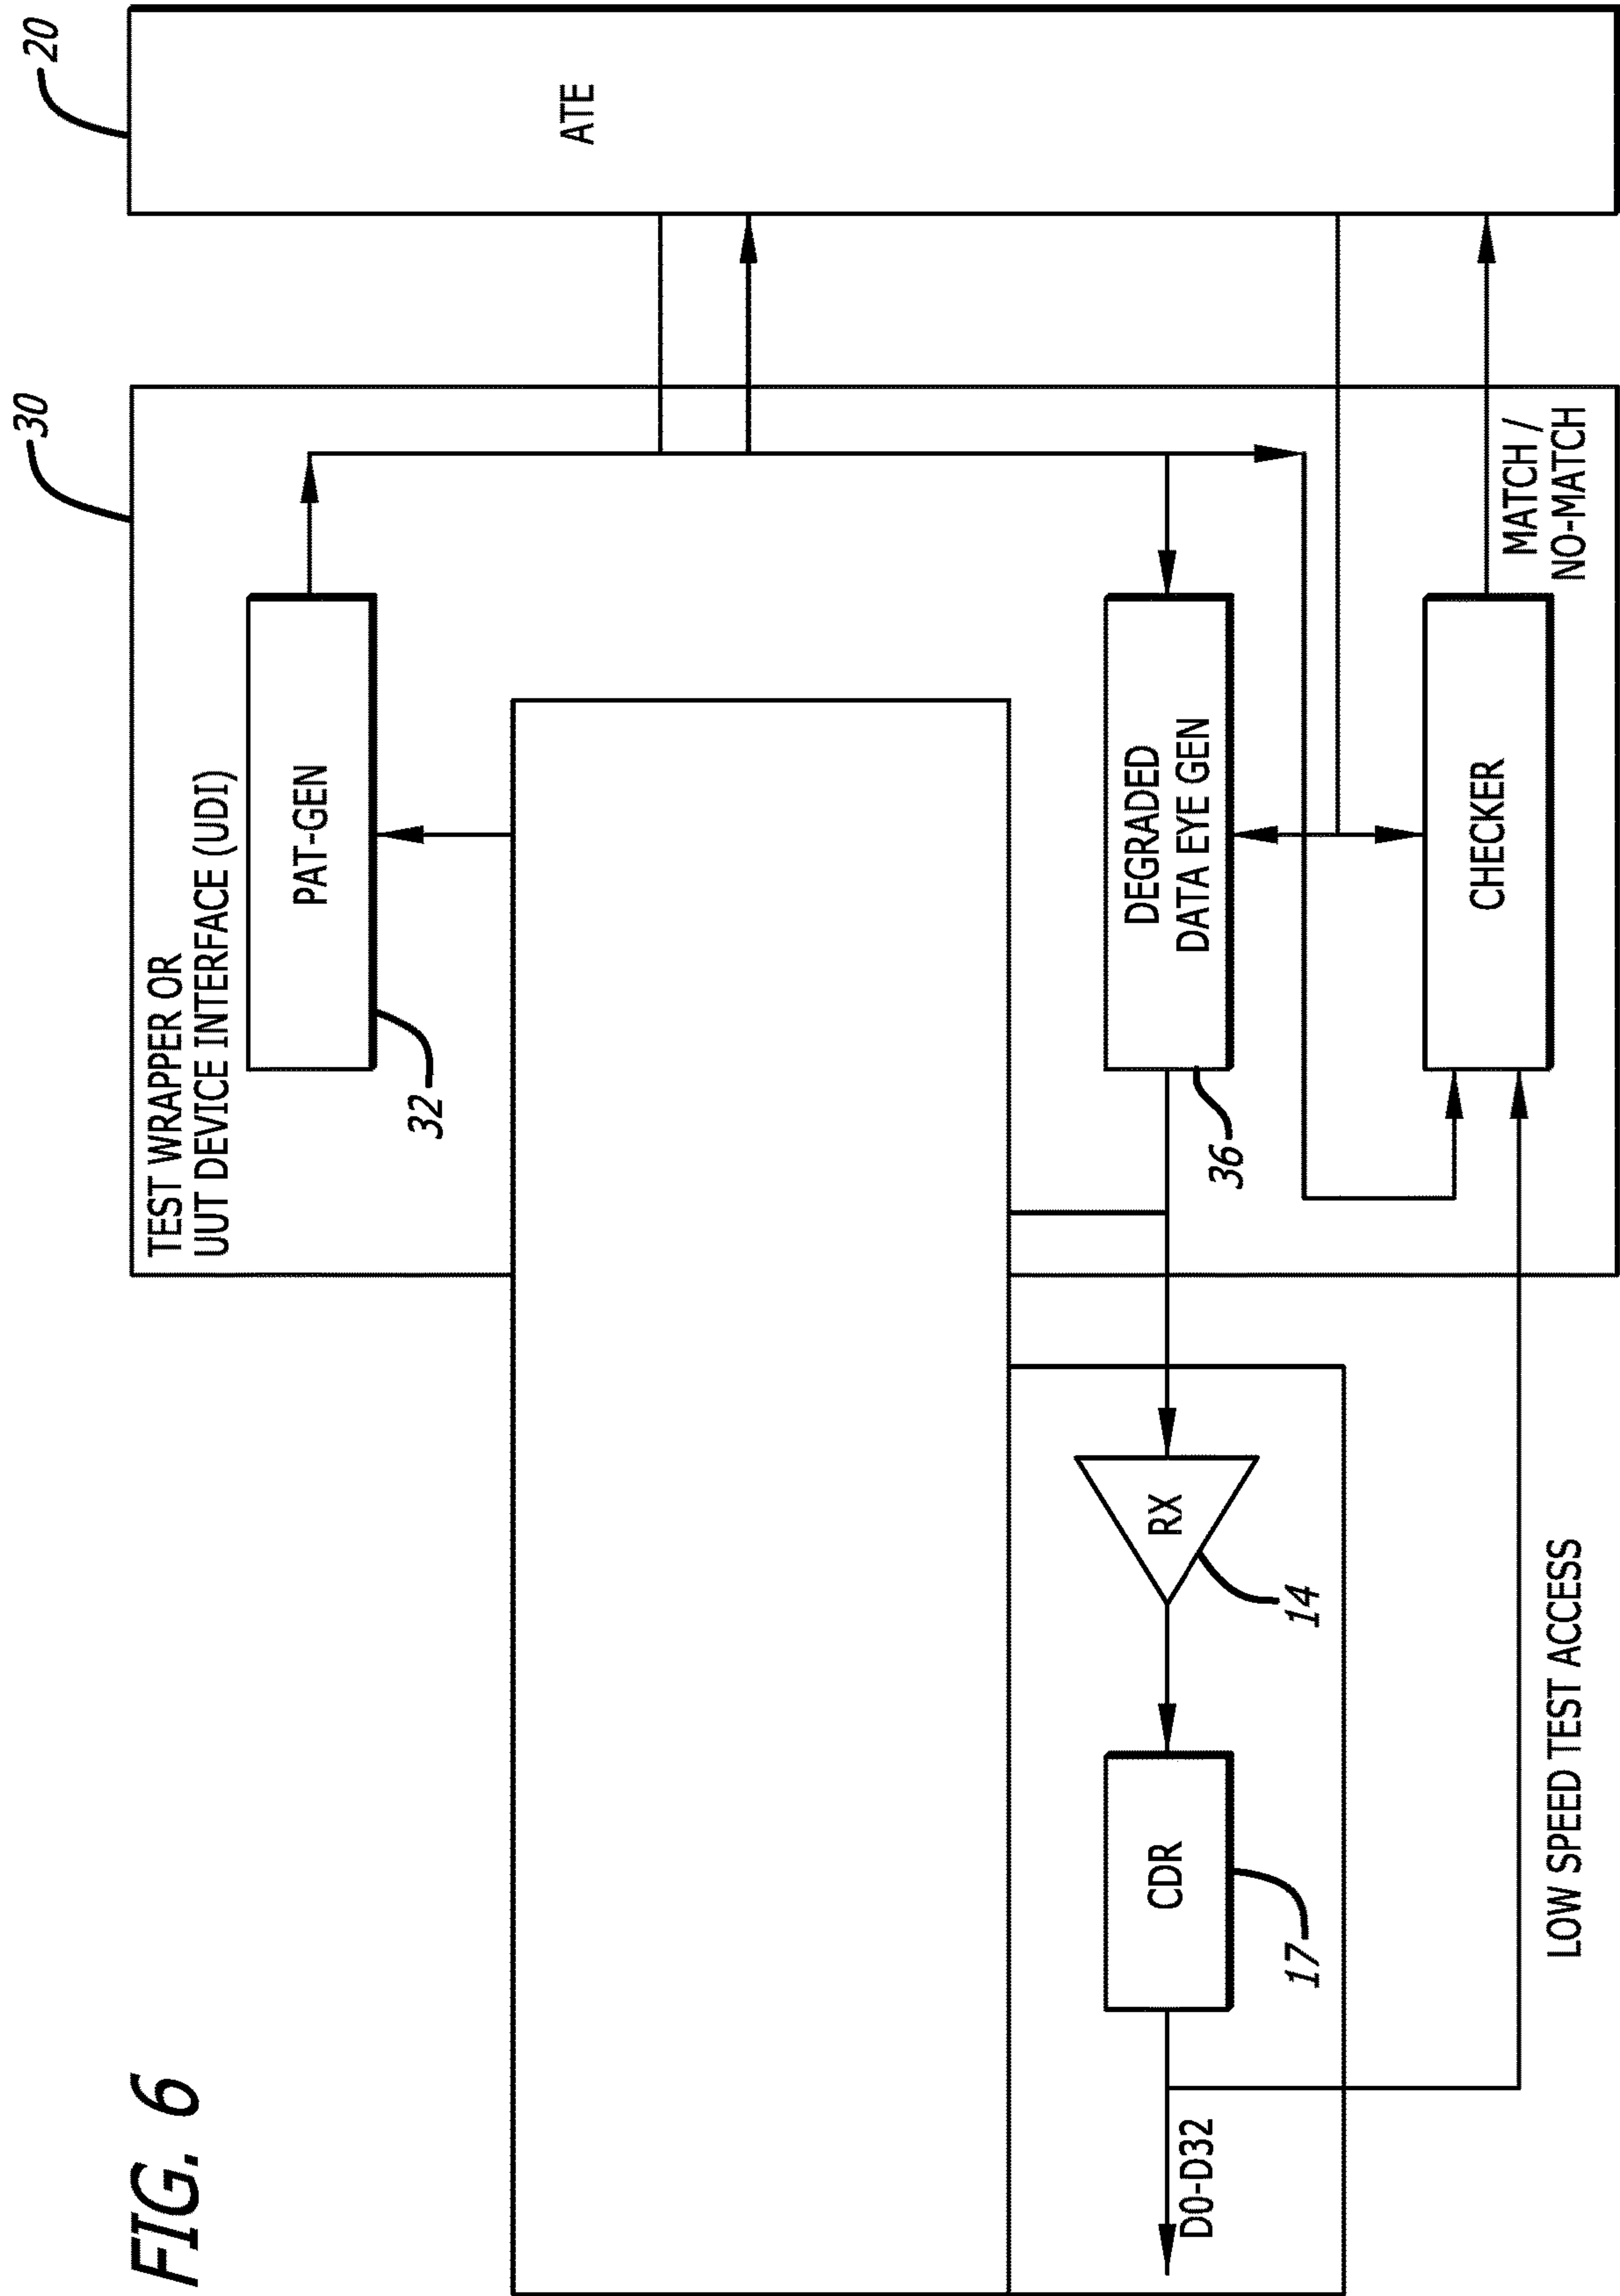 FIG. 6
30
20
TEST WRAPPER OR
UUT DEVICE INTERFACE (UDI)
PAT-GEN
32
ATE
DEGRADED
DATA EYE GEN
36
RX
14
CDR
17
D0-D32
CHECKER
MATCH /
NO-MATCH
LOW SPEED TEST ACCESS